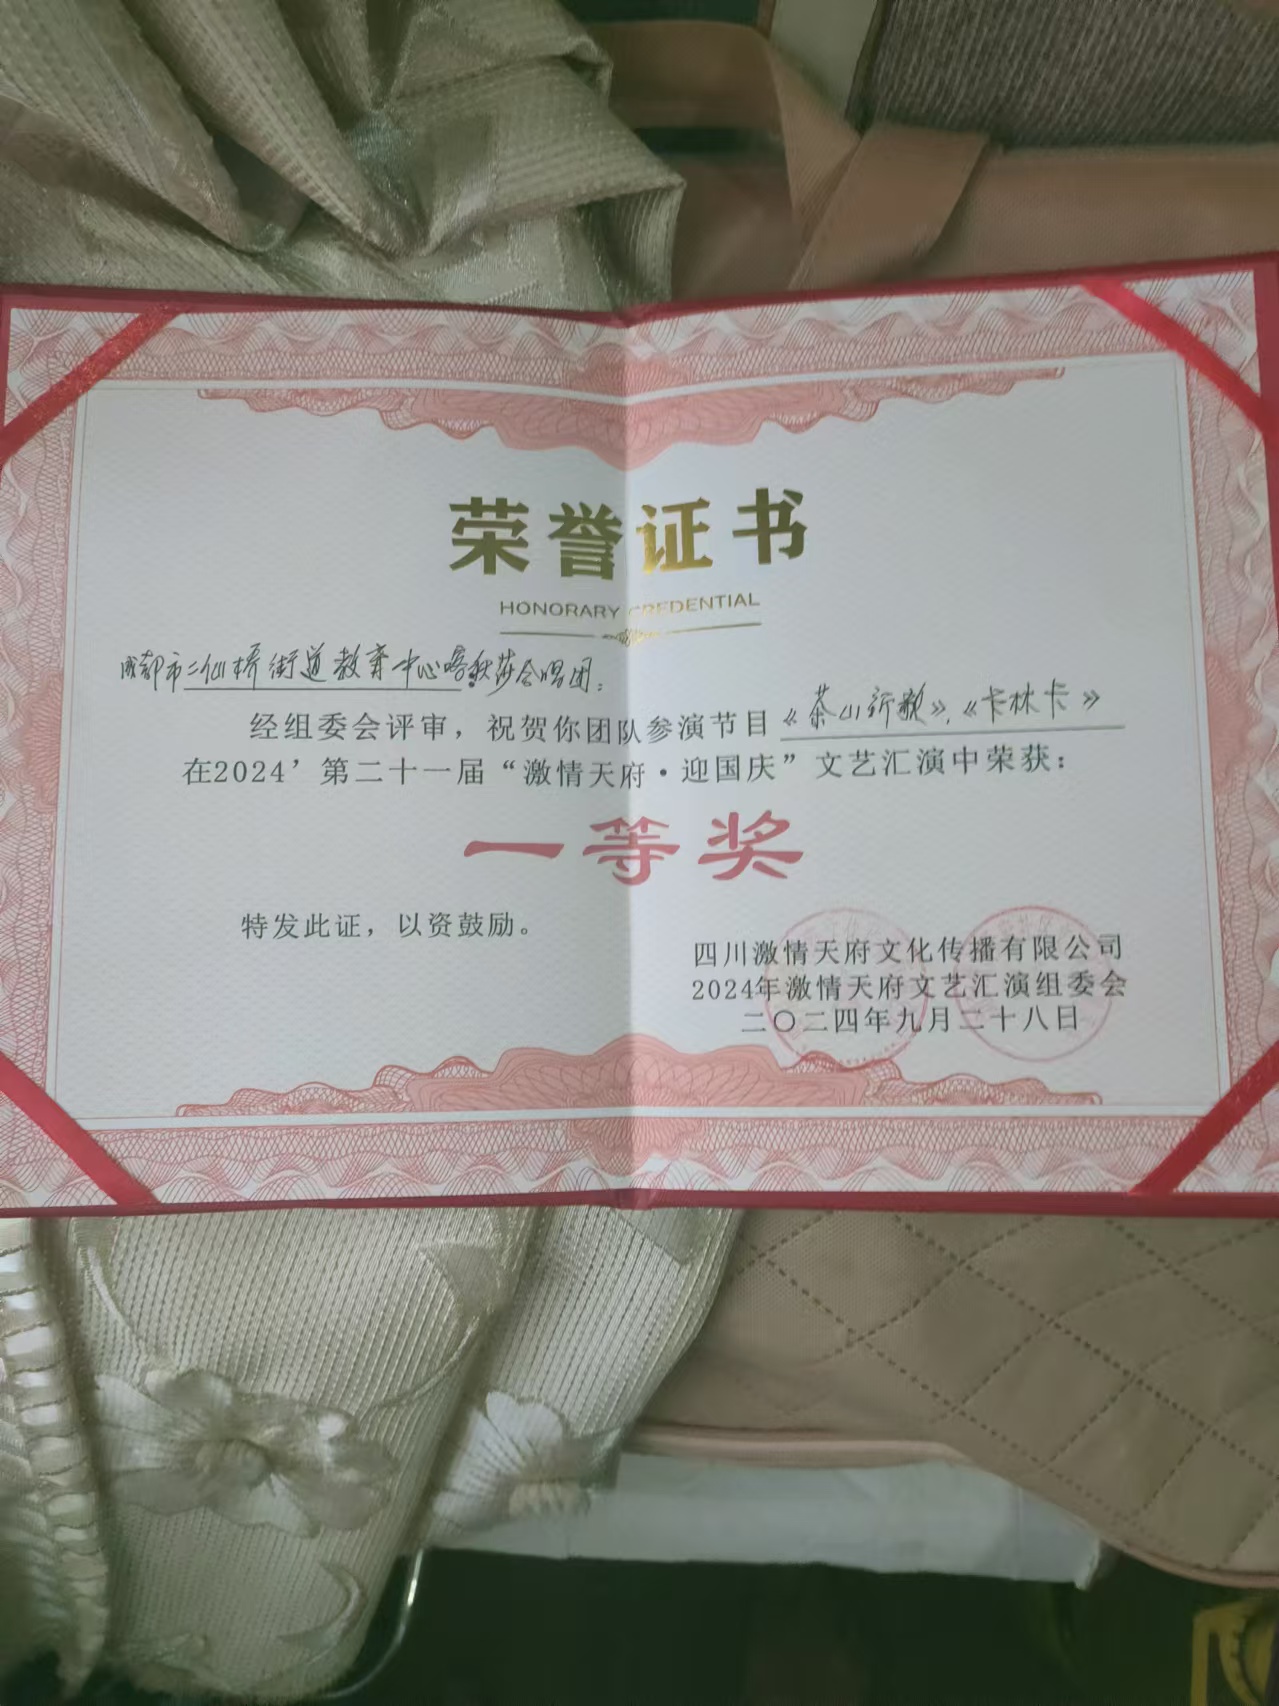 荣誉证书
HONORARY CREDENTIAL
成都市二仙桥街道教育中心喀秋莎合唱团：
经组委会评审，祝贺你团队参演节目《茶山新歌》、《卡林卡》
在2024’第二十一届“激情天府·迎国庆”文艺汇演中荣获：
一等奖
特发此证，以资鼓励。
四川激情天府文化传播有限公司
2024年激情天府文艺汇演组委会
二〇二四年九月二十八日